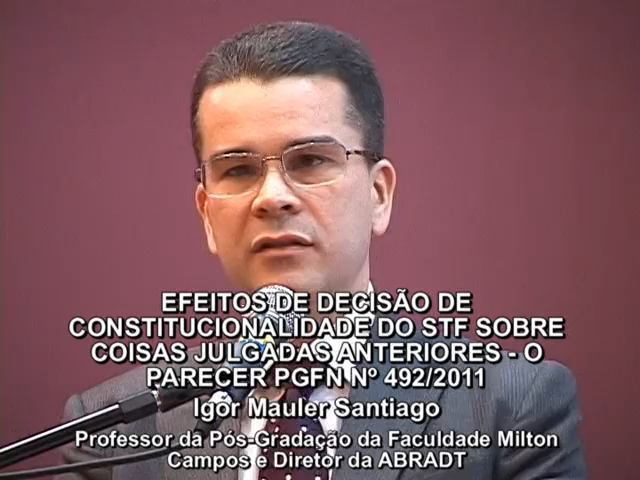 EFEITOS DE DECISÃO DE
CONSTITUCIONALIDADE DO STF SOBRE
COISAS JULGADAS ANTERIORES - O
PARECER PGFN Nº 492/2011
Igor Mauler Santiago
Professor da Pós-Gradação da Faculdade Milton
Campos e Diretor da ABRADT